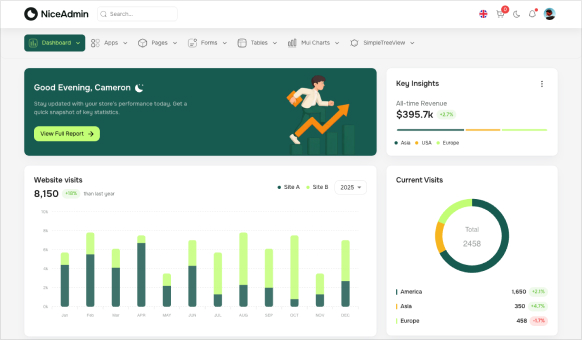 NiceAdmin
Search...
6
Dashboard
Apps
Pages
Forms
Tables
Mui Charts
SimpleTreeView
Good Evening, Cameron
Stay updated with your store's performance today. Get a
quick snapshot of key statistics.
View Full Report →
Key Insights
All-time Revenue
$395.7k +2.7%
Asia USA Europe
Website visits
8,150 +10% than last year
Site A Site B 2025
10k
8k
6k
4k
2k
0k
Jan Feb Mar APR MAY JUN JUL AUG SEP OCT NOV DEC
Current Visits
Total
2458
America 1,650 +2.1%
Asia 350 +4.7%
Europe 458 -1.7%